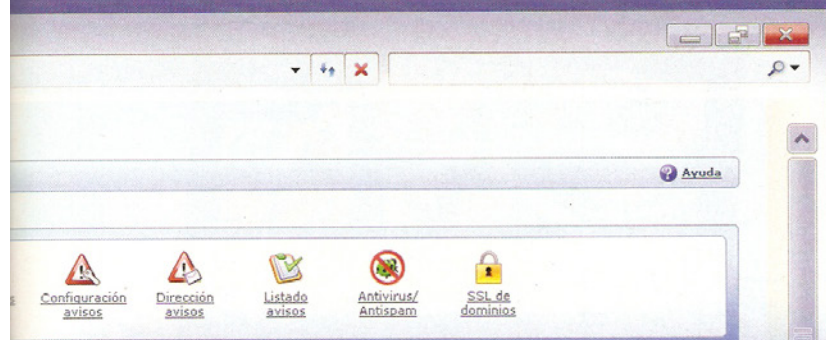 Ayuda
Configuración
avisos
Dirección
avisos
Listado
avisos
Antivirus/
Antispam
SSL de
dominios